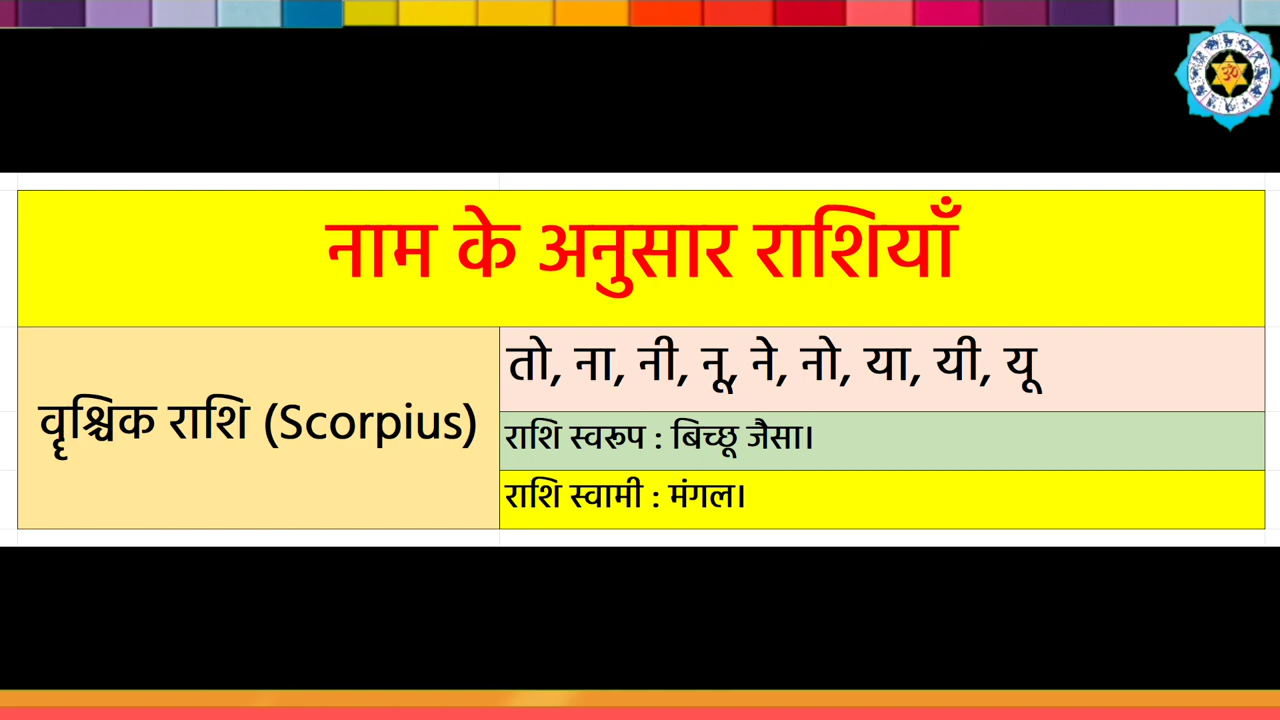 नाम के अनुसार राशियाँ
वृश्चिक राशि (Scorpius)
तो, ना, नी, नू, ने, नो, या, यी, यू
राशि स्वरूप : बिच्छू जैसा।
राशि स्वामी : मंगल।
ॐ